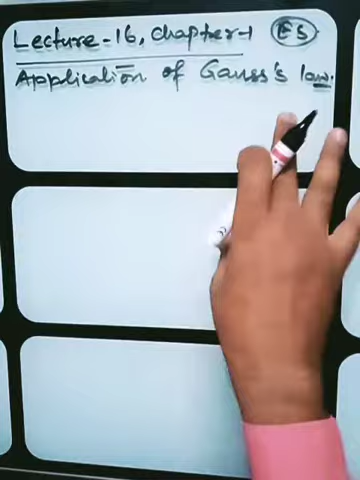 Lecture-16, chapter-1 ES
Application of Gauss's law.